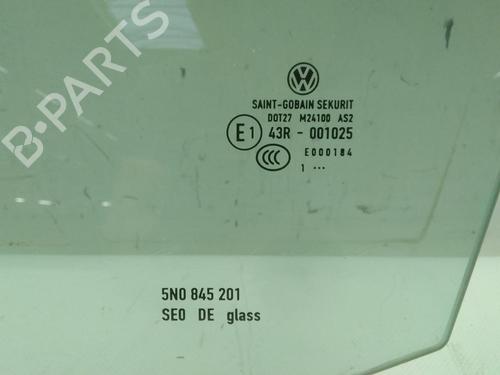 B-PARTS
VW
SAINT-GOBAIN SEKURIT
DOT27 M24100 AS2
E1 43R - 001025
CCC E000184
1 ...
5N0 845 201
SE0 DE glass